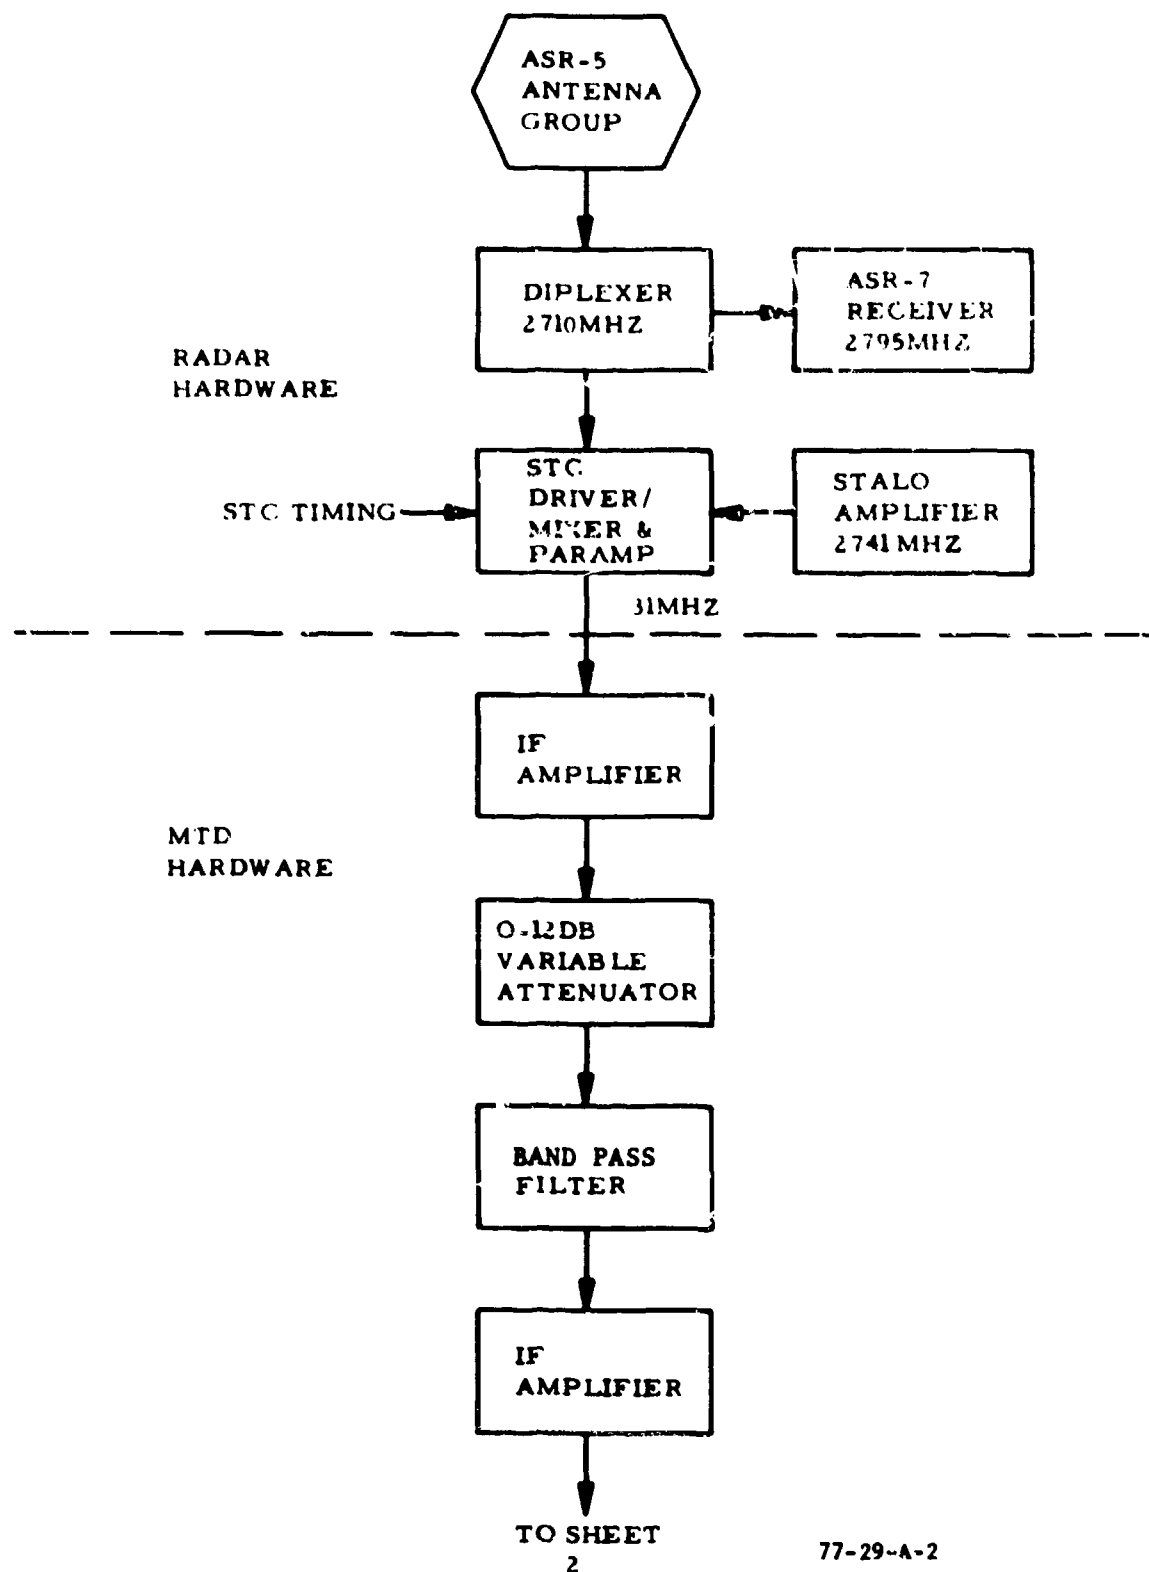 ASR-5
ANTENNA
GROUP
DIPLEXER
2710MHZ
ASR-7
RECEIVER
2795MHZ
RADAR
HARDWARE
STC TIMING
STC
DRIVER/
MIXER &
PARAMP
STALO
AMPLIFIER
2741MHZ
31MHZ
IF
AMPLIFIER
MTD
HARDWARE
0-12DB
VARIABLE
ATTENUATOR
BAND PASS
FILTER
IF
AMPLIFIER
TO SHEET
2
77-29-A-2